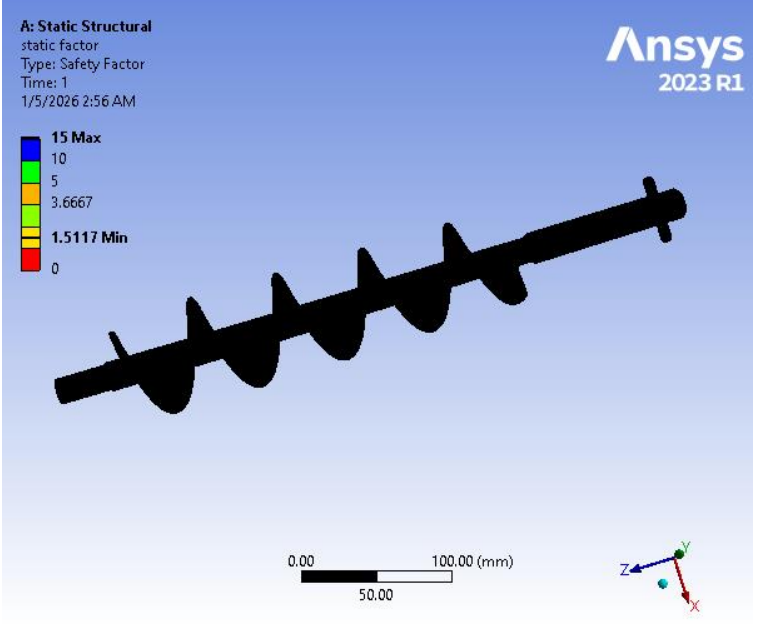 A: Static Structural
static factor
Type: Safety Factor
Time: 1
1/5/2026 2:56 AM
Ansys
2023 R1
15 Max
10
5
3.6667
1.5117 Min
0
0.00
100.00 (mm)
50.00
Y
Z
X